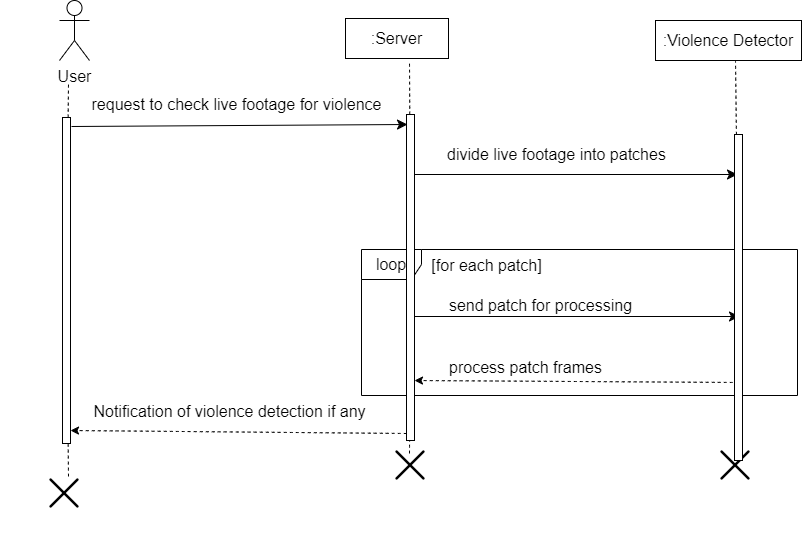 :Server
:Violence Detector
User
request to check live footage for violence
divide live footage into patches
loop
[for each patch]
send patch for processing
process patch frames
Notification of violence detection if any